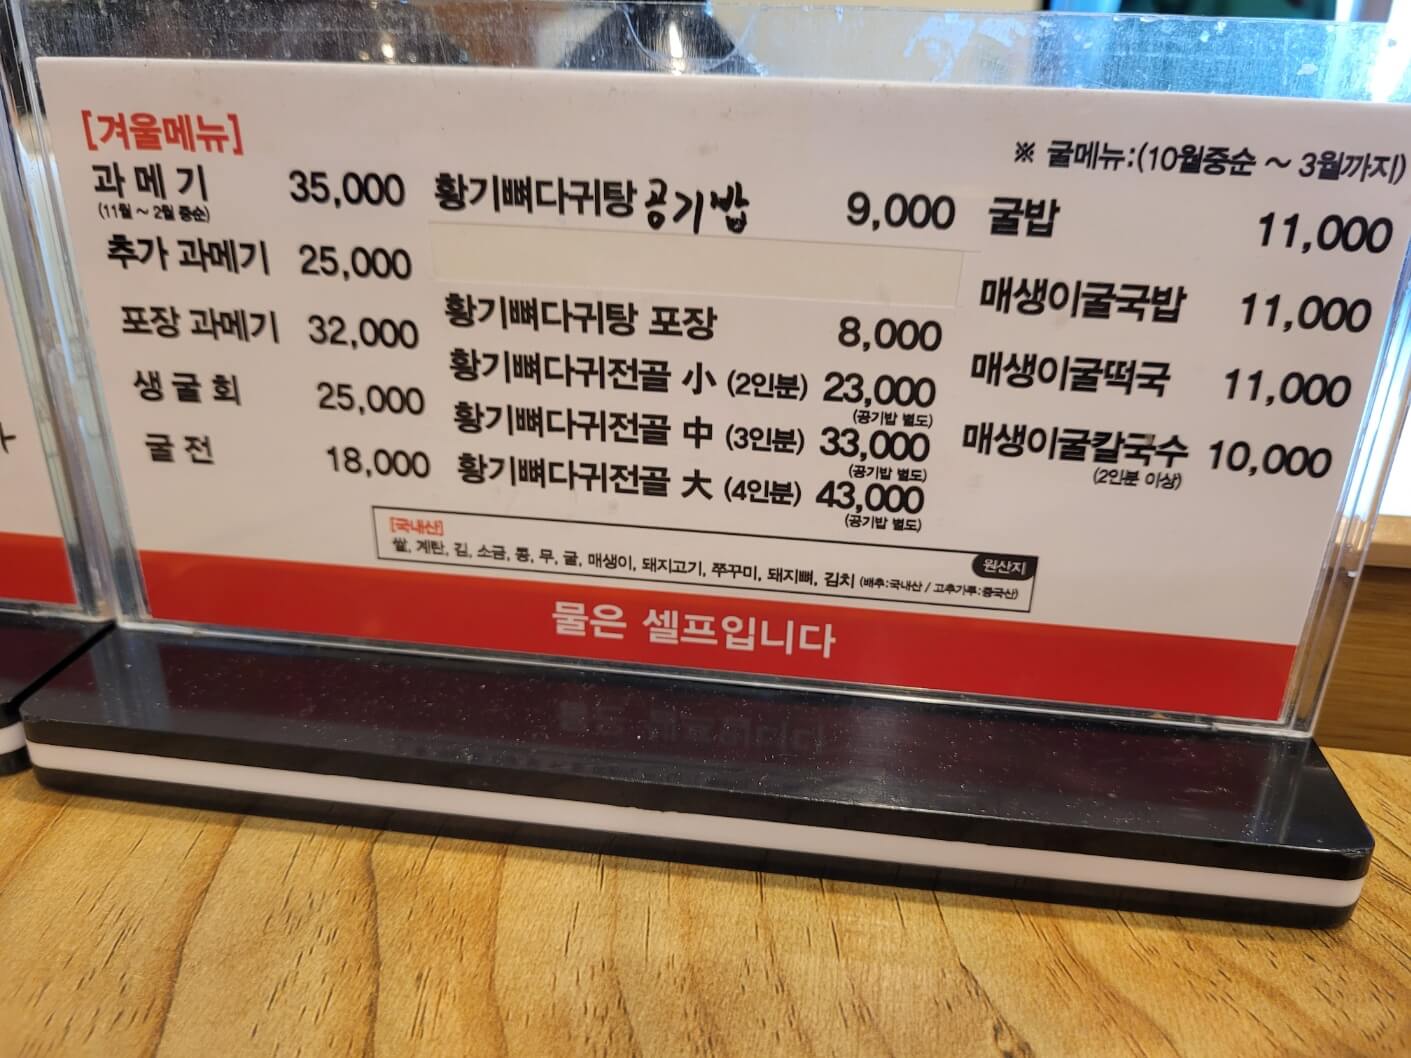 [겨울메뉴]
과 메 기 35,000
(11월 ~ 2월 중순)
추가 과메기 25,000
포장 과메기 32,000
생 굴 회 25,000
굴 전 18,000
황기뼈다귀탕 공기밥 9,000
황기뼈다귀탕 포장 8,000
황기뼈다귀전골 小 (2인분) 23,000
(공기밥 별도)
황기뼈다귀전골 中 (3인분) 33,000
(공기밥 별도)
황기뼈다귀전골 大 (4인분) 43,000
(공기밥 별도)
※ 굴메뉴:(10월중순 ~ 3월까지)
굴밥 11,000
매생이굴국밥 11,000
매생이굴떡국 11,000
매생이굴칼국수 10,000
(2인분 이상)
[국내산]
원산지
쌀, 계란, 김, 소금, 콩, 무, 굴, 매생이, 돼지고기, 쭈꾸미, 돼지뼈, 김치 (배추:국내산 / 고추가루:중국산)
물은 셀프입니다